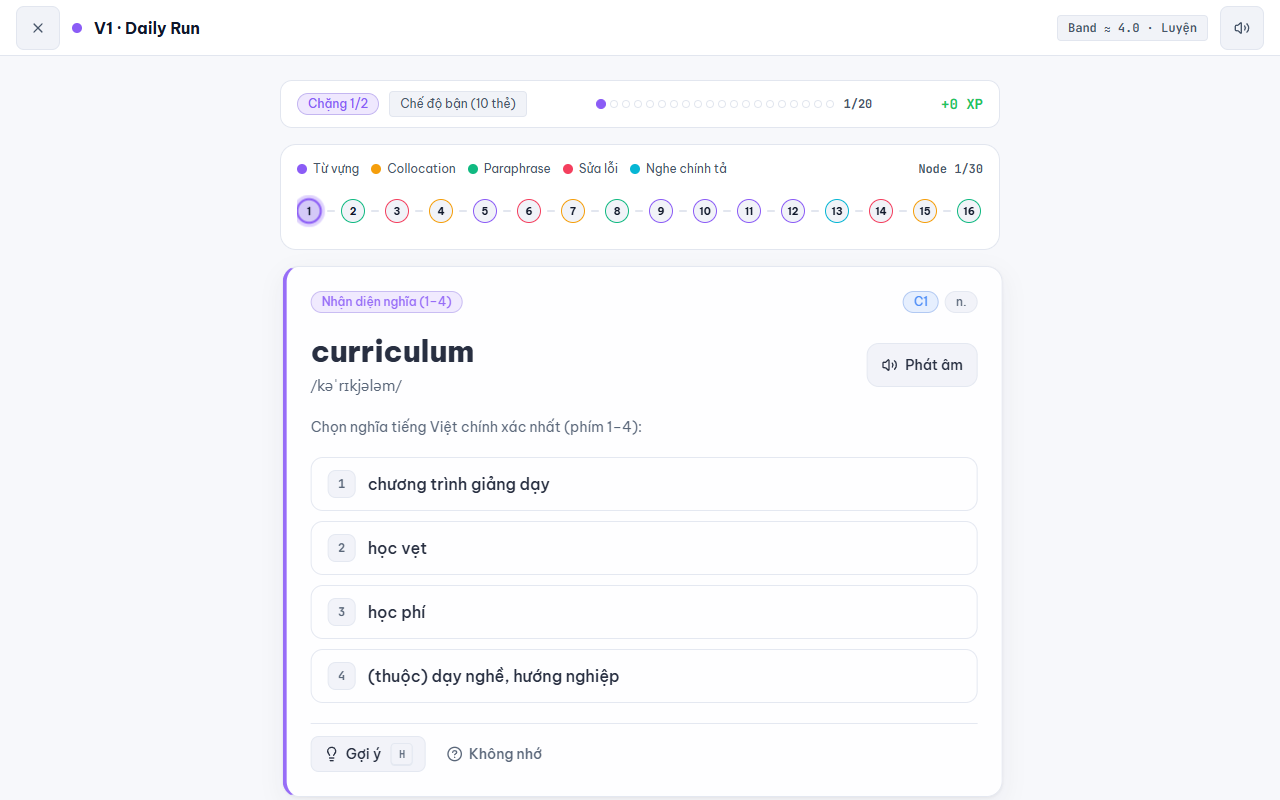 V1 · Daily Run
Band ≈ 4.0 · Luyện
Chặng 1/2
Chế độ bận (10 thẻ)
1/20
+0 XP
Từ vựng
Collocation
Paraphrase
Sửa lỗi
Nghe chính tả
Node 1/30
1 2 3 4 5 6 7 8 9 10 11 12 13 14 15 16
Nhận diện nghĩa (1–4)
C1
n.
curriculum
/kəˈrɪkjələm/
Phát âm
Chọn nghĩa tiếng Việt chính xác nhất (phím 1–4):
1 chương trình giảng dạy
2 học vẹt
3 học phí
4 (thuộc) dạy nghề, hướng nghiệp
Gợi ý H
Không nhớ